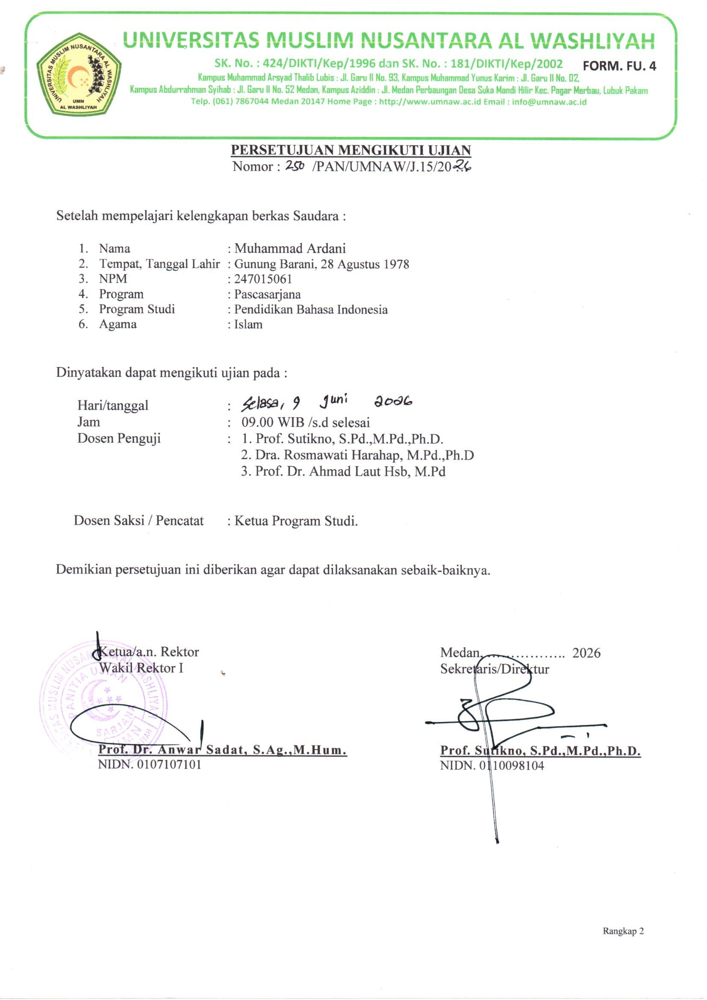 UNIVERSITAS MUSLIM NUSANTARA AL WASHLIYAH
UMN
AL WASHLIYAH
UNIVERSITAS MUSLIM NUSANTARA AL WASHLIYAH
SK. No. : 424/DIKTI/Kep/1996 dan SK. No. : 181/DIKTI/Kep/2002 FORM. FU. 4
Kampus Muhammad Arsyad Thalib Lubis : Jl. Garu II No. 93, Kampus Muhammad Yunus Karim : Jl. Garu II No. 02,
Kampus Abdurrahman Syihab : Jl. Garu II No. 52 Medan, Kampus Aziddin : Jl. Medan Perbaungan Desa Suka Mandi Hilir Kec. Pagar Merbau, Lubuk Pakam
Telp. (061) 7867044 Medan 20147 Home Page : http://www.umnaw.ac.id Email : info@umnaw.ac.id
PERSETUJUAN MENGIKUTI UJIAN
Nomor : 250 /PAN/UMNAW/J.15/2026
Setelah mempelajari kelengkapan berkas Saudara :
1. Nama : Muhammad Ardani
2. Tempat, Tanggal Lahir : Gunung Barani, 28 Agustus 1978
3. NPM : 247015061
4. Program : Pascasarjana
5. Program Studi : Pendidikan Bahasa Indonesia
6. Agama : Islam
Dinyatakan dapat mengikuti ujian pada :
Hari/tanggal : Selasa, 9 Juni 2026
Jam : 09.00 WIB /s.d selesai
Dosen Penguji : 1. Prof. Sutikno, S.Pd.,M.Pd.,Ph.D.
2. Dra. Rosmawati Harahap, M.Pd.,Ph.D
3. Prof. Dr. Ahmad Laut Hsb, M.Pd
Dosen Saksi / Pencatat : Ketua Program Studi.
Demikian persetujuan ini diberikan agar dapat dilaksanakan sebaik-baiknya.
Ketua/a.n. Rektor Medan, ................. 2026
Wakil Rektor I Sekretaris/Direktur
PANITIA UJIAN
SARJANA
UMN
Prof. Dr. Anwar Sadat, S.Ag.,M.Hum. Prof. Sutikno, S.Pd.,M.Pd.,Ph.D.
NIDN. 0107107101 NIDN. 0110098104
Rangkap 2